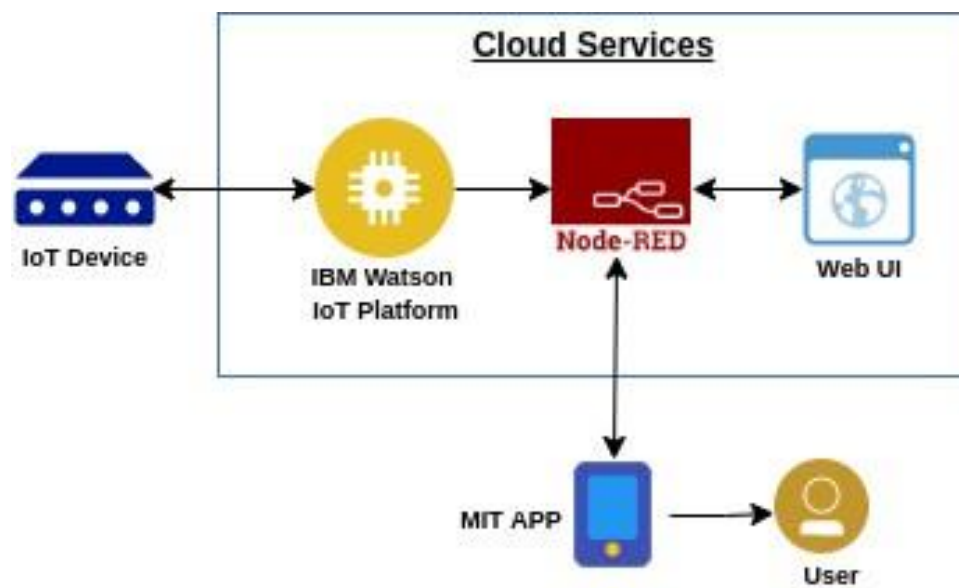 Cloud Services
IoT Device
IBM Watson
IoT Platform
Node-RED
Web UI
MIT APP
User